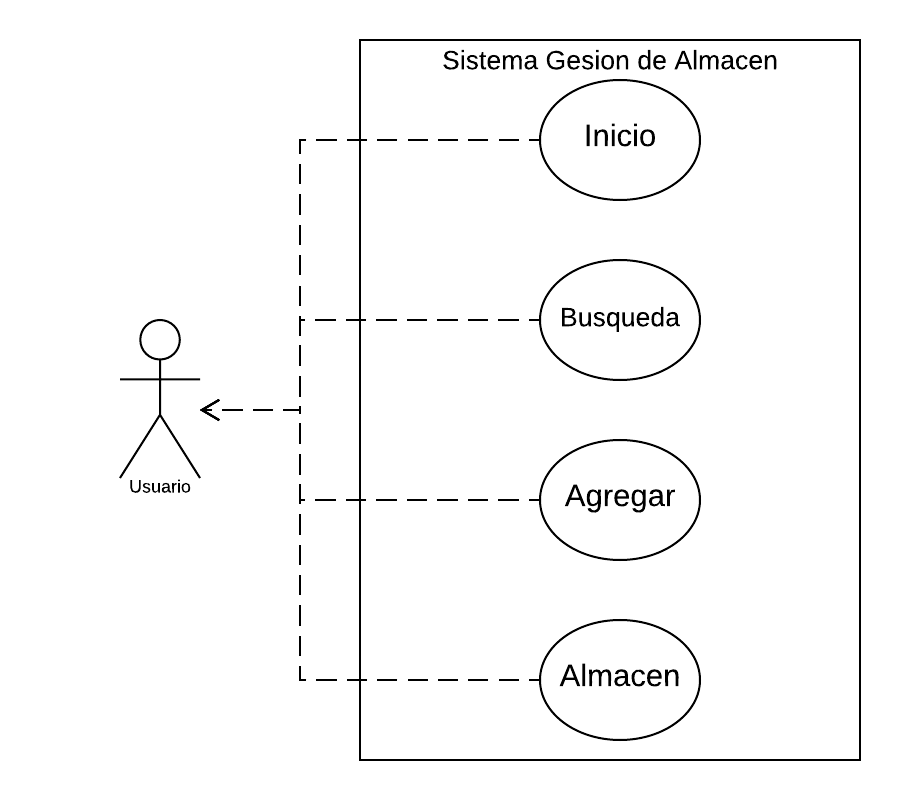 Sistema Gesion de Almacen
Inicio
Busqueda
Usuario
Agregar
Almacen